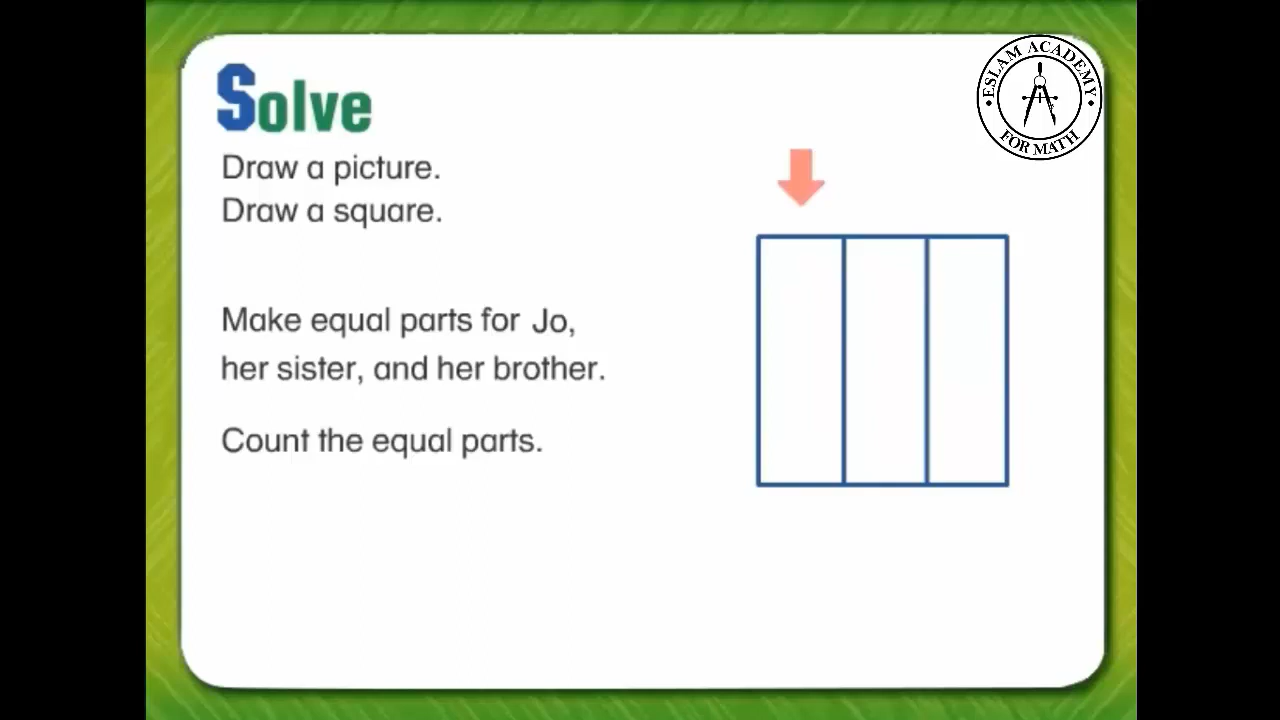 Solve
Draw a picture.
Draw a square.
Make equal parts for Jo,
her sister, and her brother.
Count the equal parts.
ESLAM ACADEMY
FOR MATH